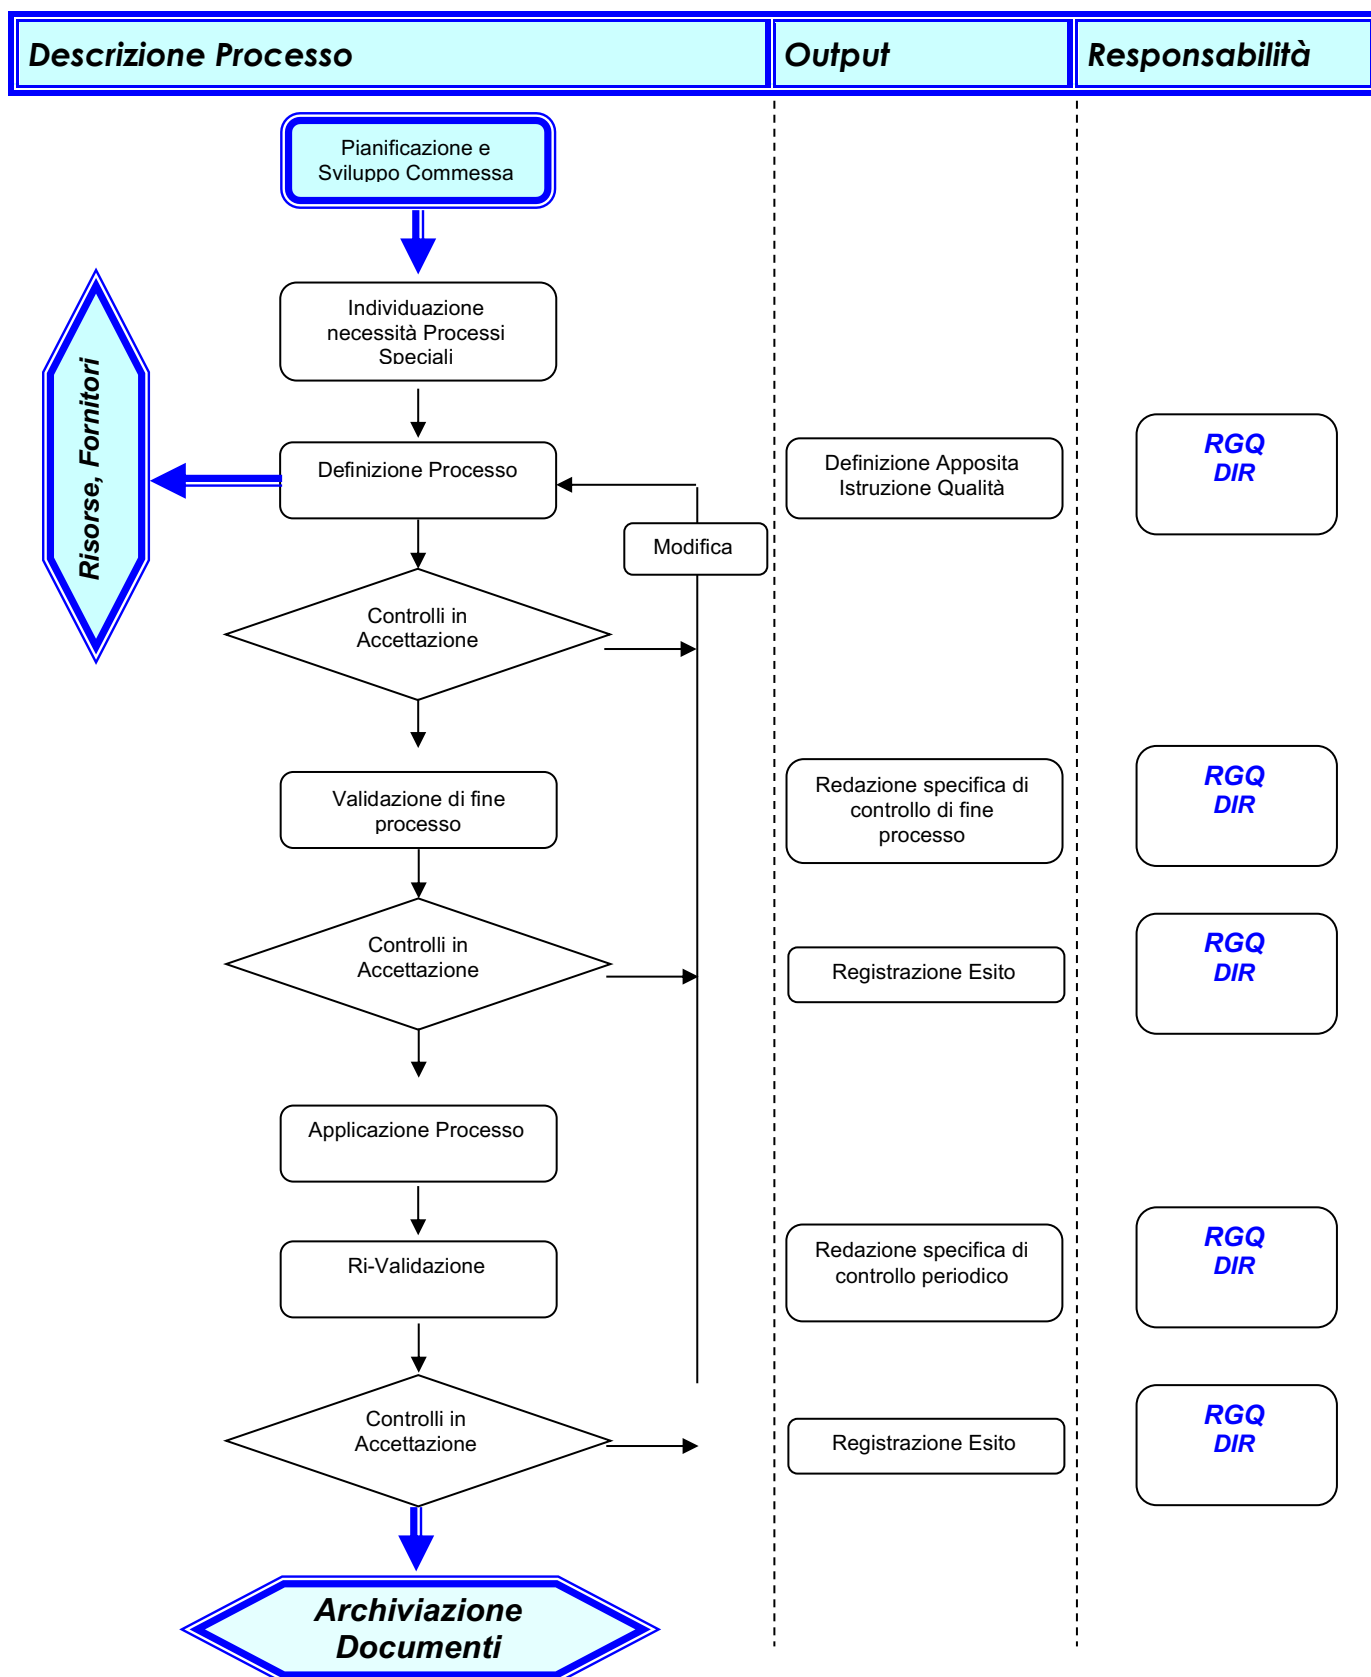 Descrizione Processo
Output
Responsabilità
Pianificazione e
Sviluppo Commessa
Individuazione
necessità Processi
Speciali
Risorse, Fornitori
Definizione Processo
Definizione Apposita
Istruzione Qualità
RGQ
DIR
Modifica
Controlli in
Accettazione
Validazione di fine
processo
Redazione specifica di
controllo di fine
processo
RGQ
DIR
Controlli in
Accettazione
Registrazione Esito
RGQ
DIR
Applicazione Processo
Ri-Validazione
Redazione specifica di
controllo periodico
RGQ
DIR
Controlli in
Accettazione
Registrazione Esito
RGQ
DIR
Archiviazione
Documenti